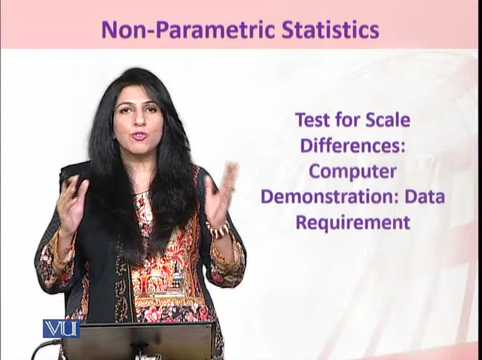 Non-Parametric Statistics
Test for Scale
Differences:
Computer
Demonstration: Data
Requirement
VU